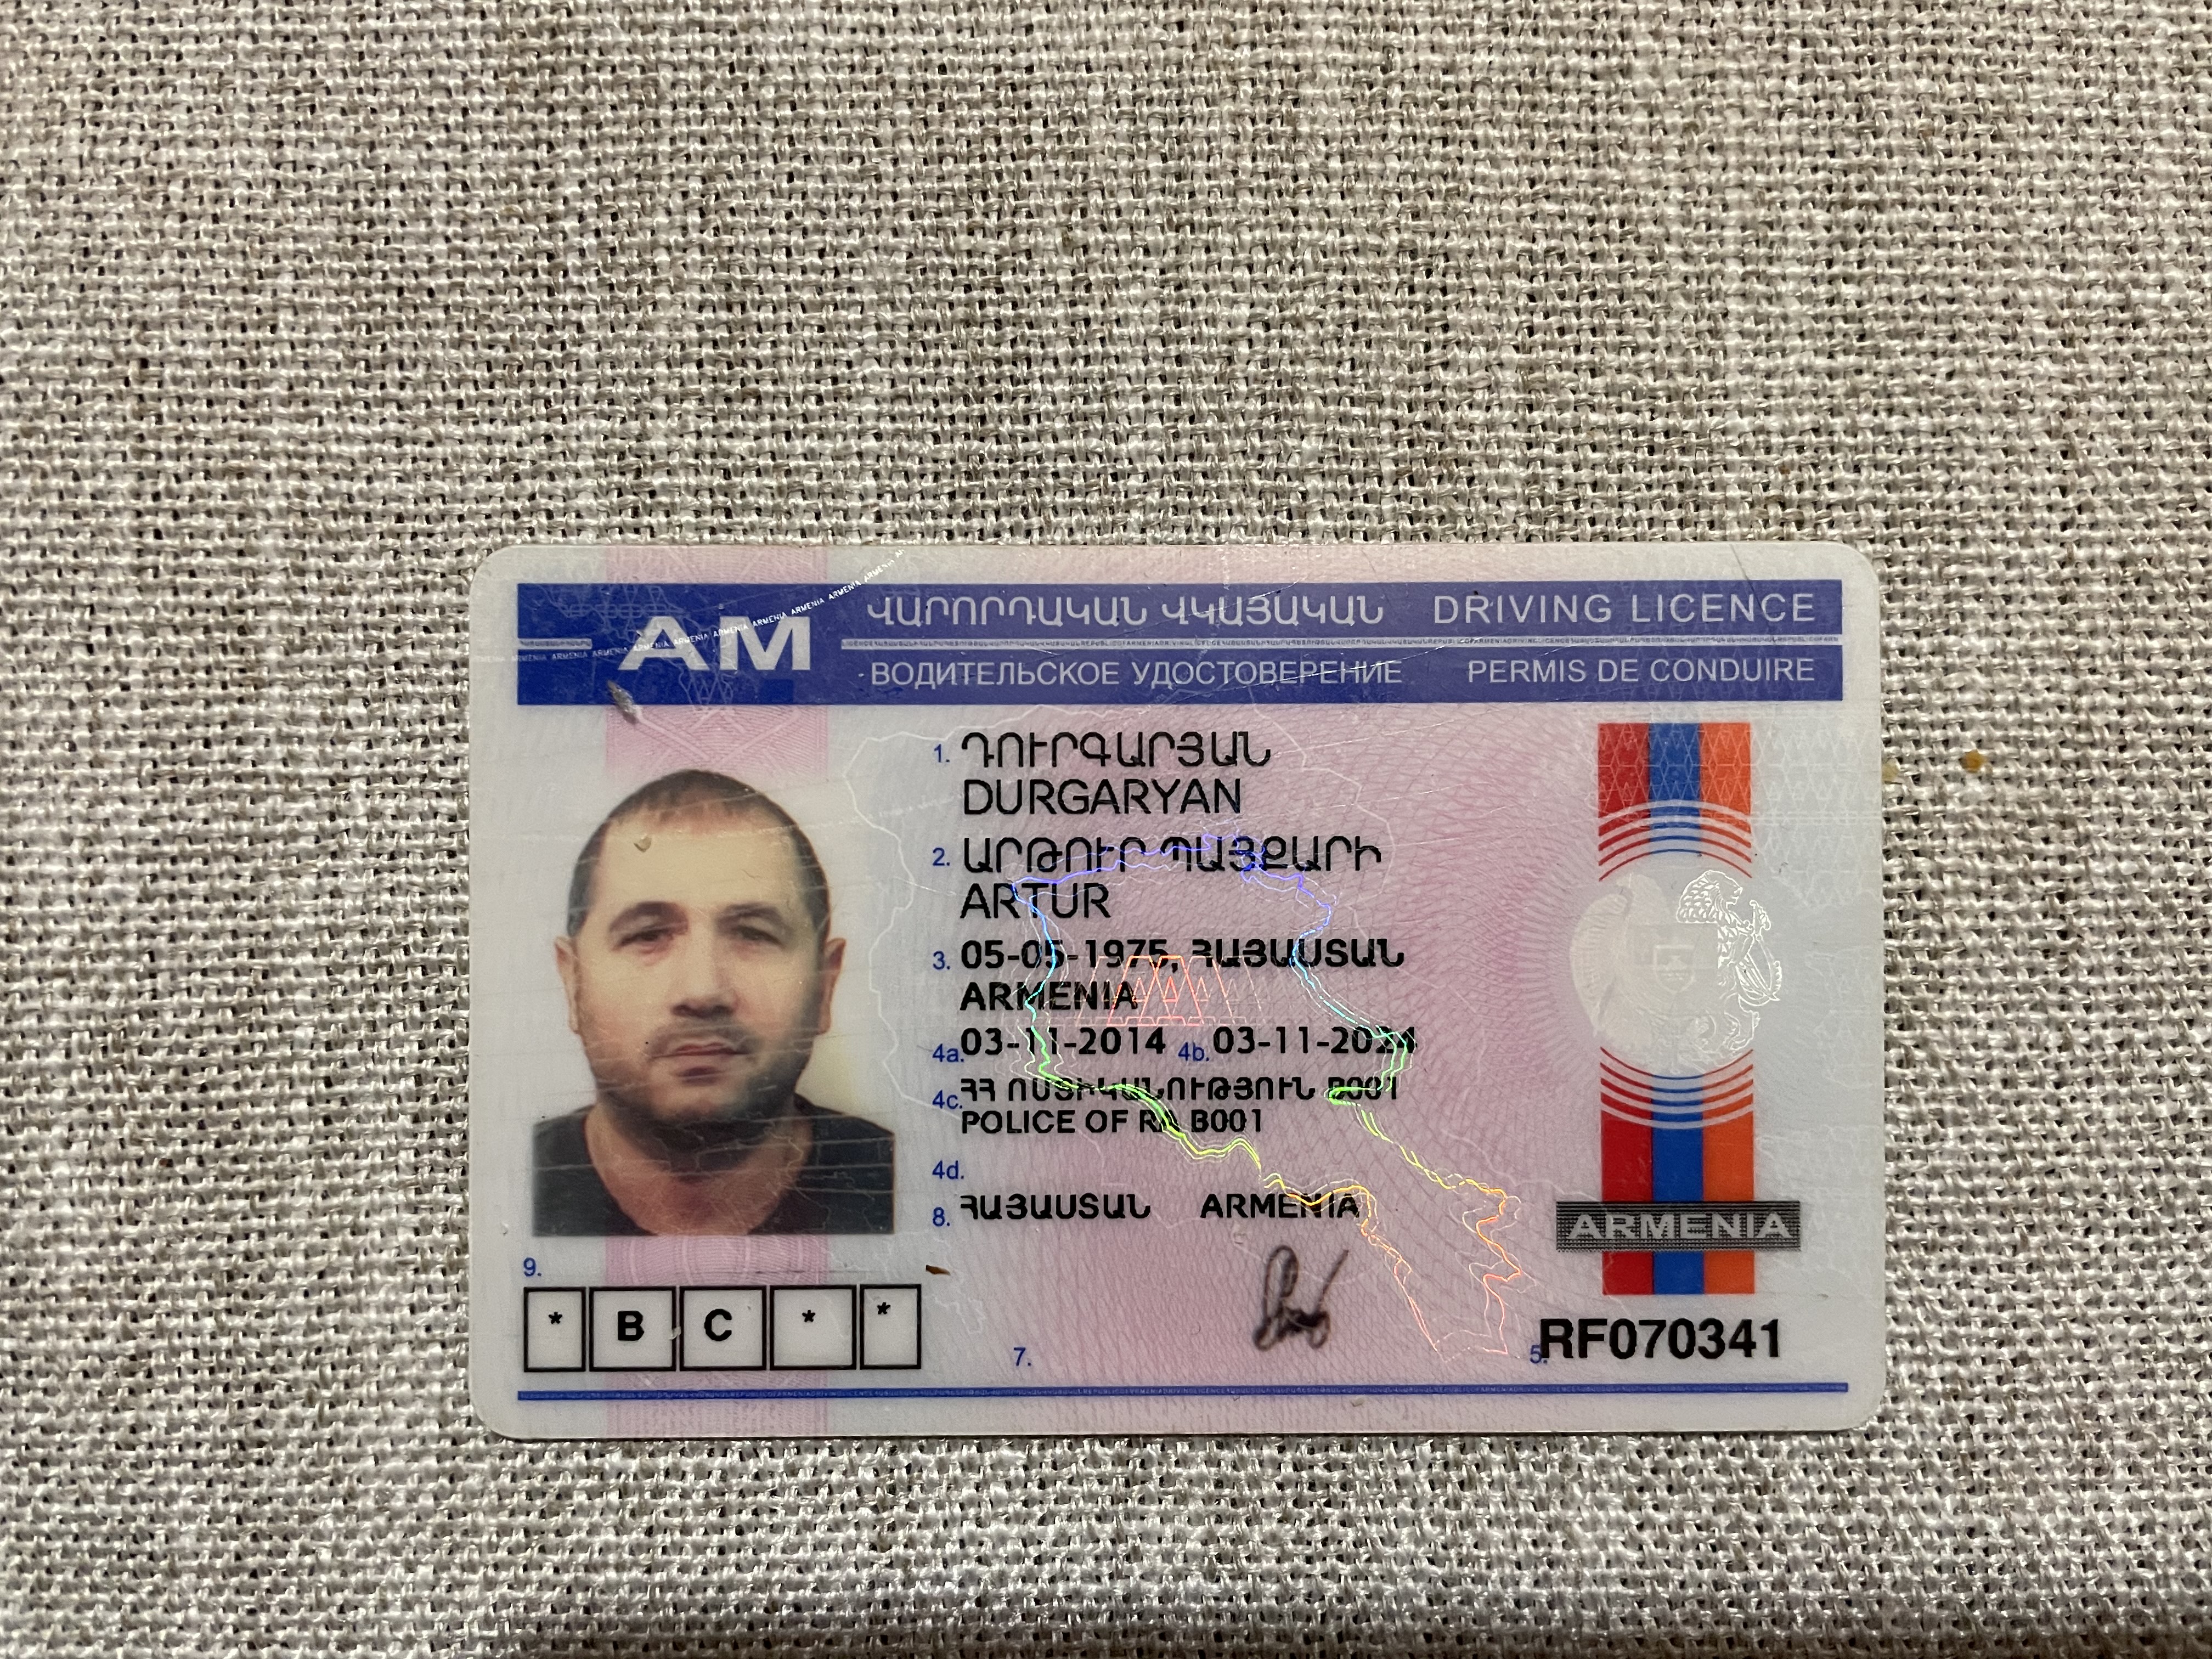 AM
ՎԱՐՈՐԴԱԿԱՆ ՎԿԱՅԱԿԱՆ DRIVING LICENCE
ВОДИТЕЛЬСКОЕ УДОСТОВЕРЕНИЕ PERMIS DE CONDUIRE
1. ԴՈՒՐԳԱՐՅԱՆ
DURGARYAN
2. ԱՐԹՈՒՐ ՊԱՅՔԱՐԻ
ARTUR
3. 05-05-1975, ՀԱՅԱՍՏԱՆ
ARMENIA
4a. 03-11-2014 4b. 03-11-2024
4c. ՀՀ ՈՍՏԻԿԱՆՈՒԹՅՈՒՆ B001
POLICE OF RA B001
4d.
8. ՀԱՅԱՍՏԱՆ ARMENIA
ARMENIA
9.
* B C * *
7.
5. RF070341